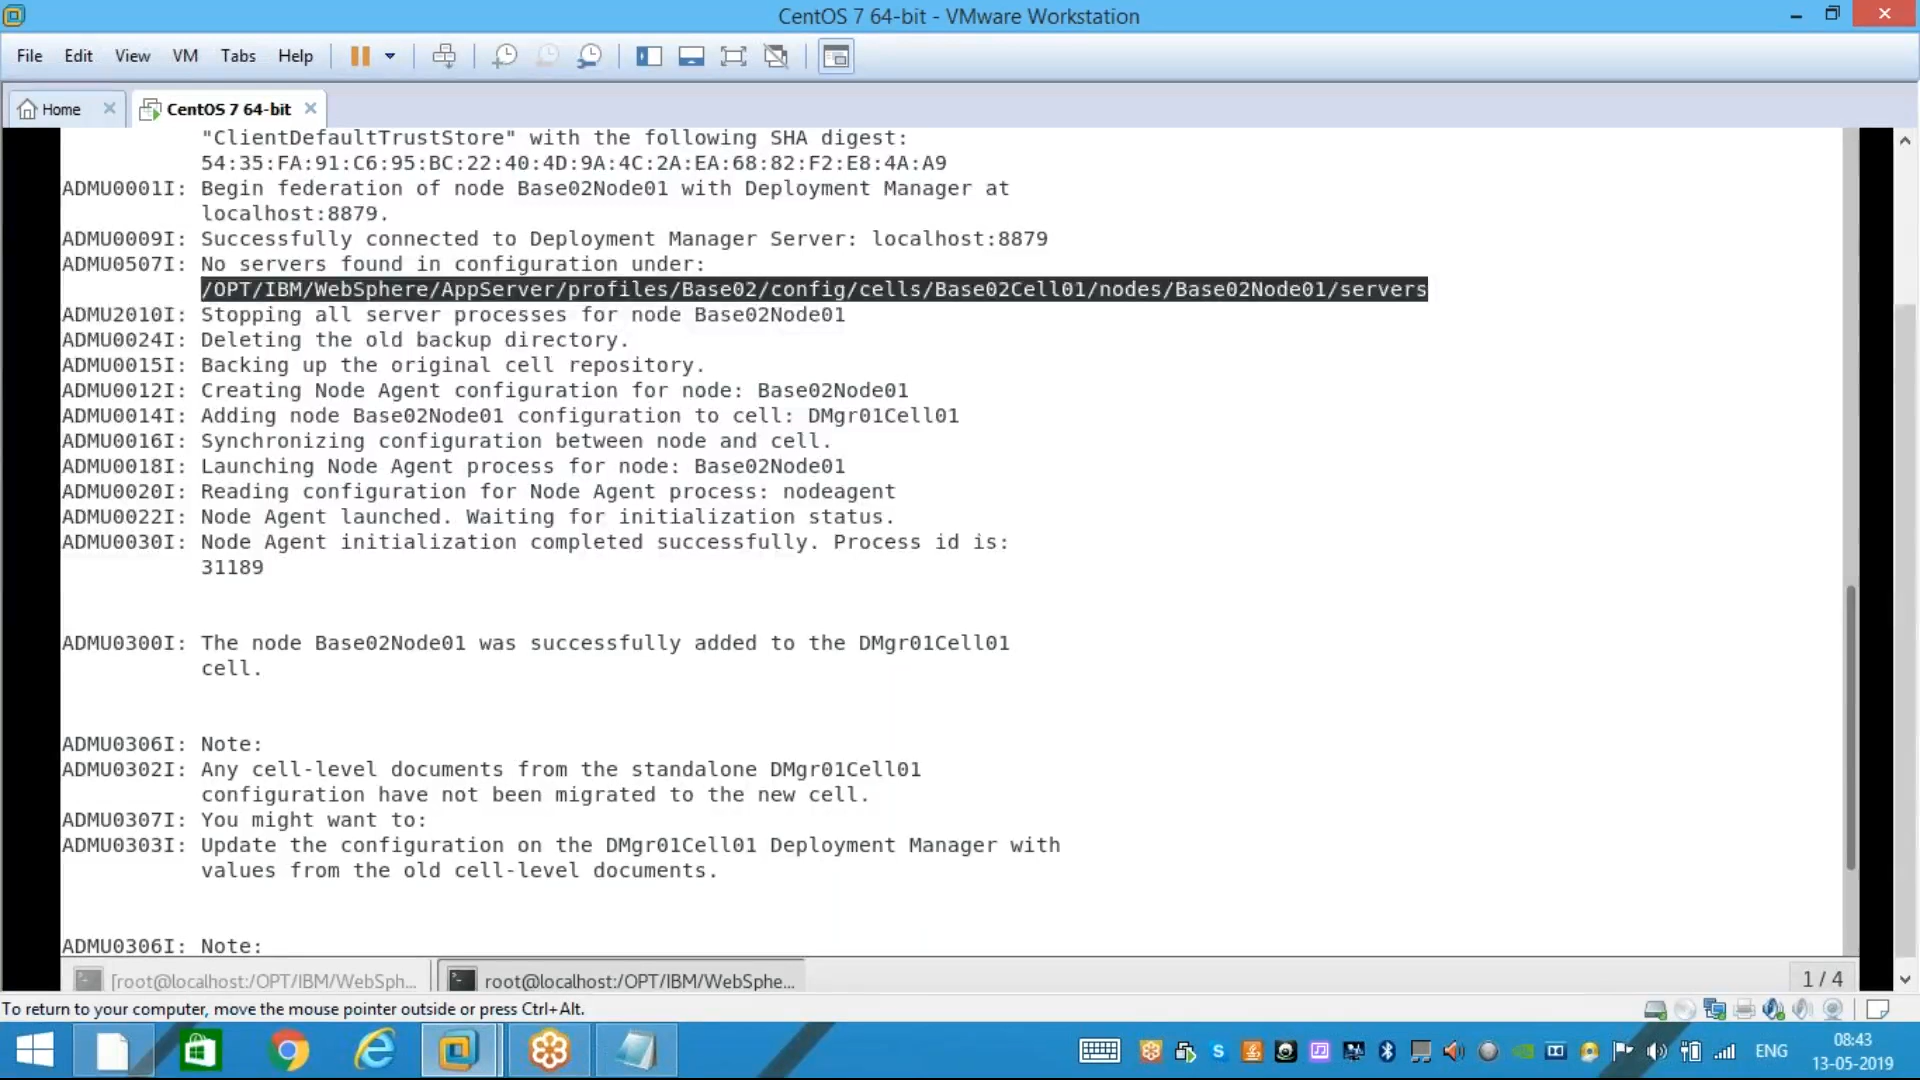 CentOS 7 64-bit - VMware Workstation
File Edit View VM Tabs Help
Home
CentOS 7 64-bit
"ClientDefaultTrustStore" with the following SHA digest:
54:35:FA:91:C6:95:BC:22:40:4D:9A:4C:2A:EA:68:82:F2:E8:4A:A9
ADMU0001I: Begin federation of node Base02Node01 with Deployment Manager at
localhost:8879.
ADMU0009I: Successfully connected to Deployment Manager Server: localhost:8879
ADMU0507I: No servers found in configuration under:
/OPT/IBM/WebSphere/AppServer/profiles/Base02/config/cells/Base02Cell01/nodes/Base02Node01/servers
ADMU2010I: Stopping all server processes for node Base02Node01
ADMU0024I: Deleting the old backup directory.
ADMU0015I: Backing up the original cell repository.
ADMU0012I: Creating Node Agent configuration for node: Base02Node01
ADMU0014I: Adding node Base02Node01 configuration to cell: DMgr01Cell01
ADMU0016I: Synchronizing configuration between node and cell.
ADMU0018I: Launching Node Agent process for node: Base02Node01
ADMU0020I: Reading configuration for Node Agent process: nodeagent
ADMU0022I: Node Agent launched. Waiting for initialization status.
ADMU0030I: Node Agent initialization completed successfully. Process id is:
31189
ADMU0300I: The node Base02Node01 was successfully added to the DMgr01Cell01
cell.
ADMU0306I: Note:
ADMU0302I: Any cell-level documents from the standalone DMgr01Cell01
configuration have not been migrated to the new cell.
ADMU0307I: You might want to:
ADMU0303I: Update the configuration on the DMgr01Cell01 Deployment Manager with
values from the old cell-level documents.
ADMU0306I: Note:
[root@localhost:/OPT/IBM/WebSph...
root@localhost:/OPT/IBM/WebSphe...
1 / 4
To return to your computer, move the mouse pointer outside or press Ctrl+Alt.
ENG
08:43
13-05-2019